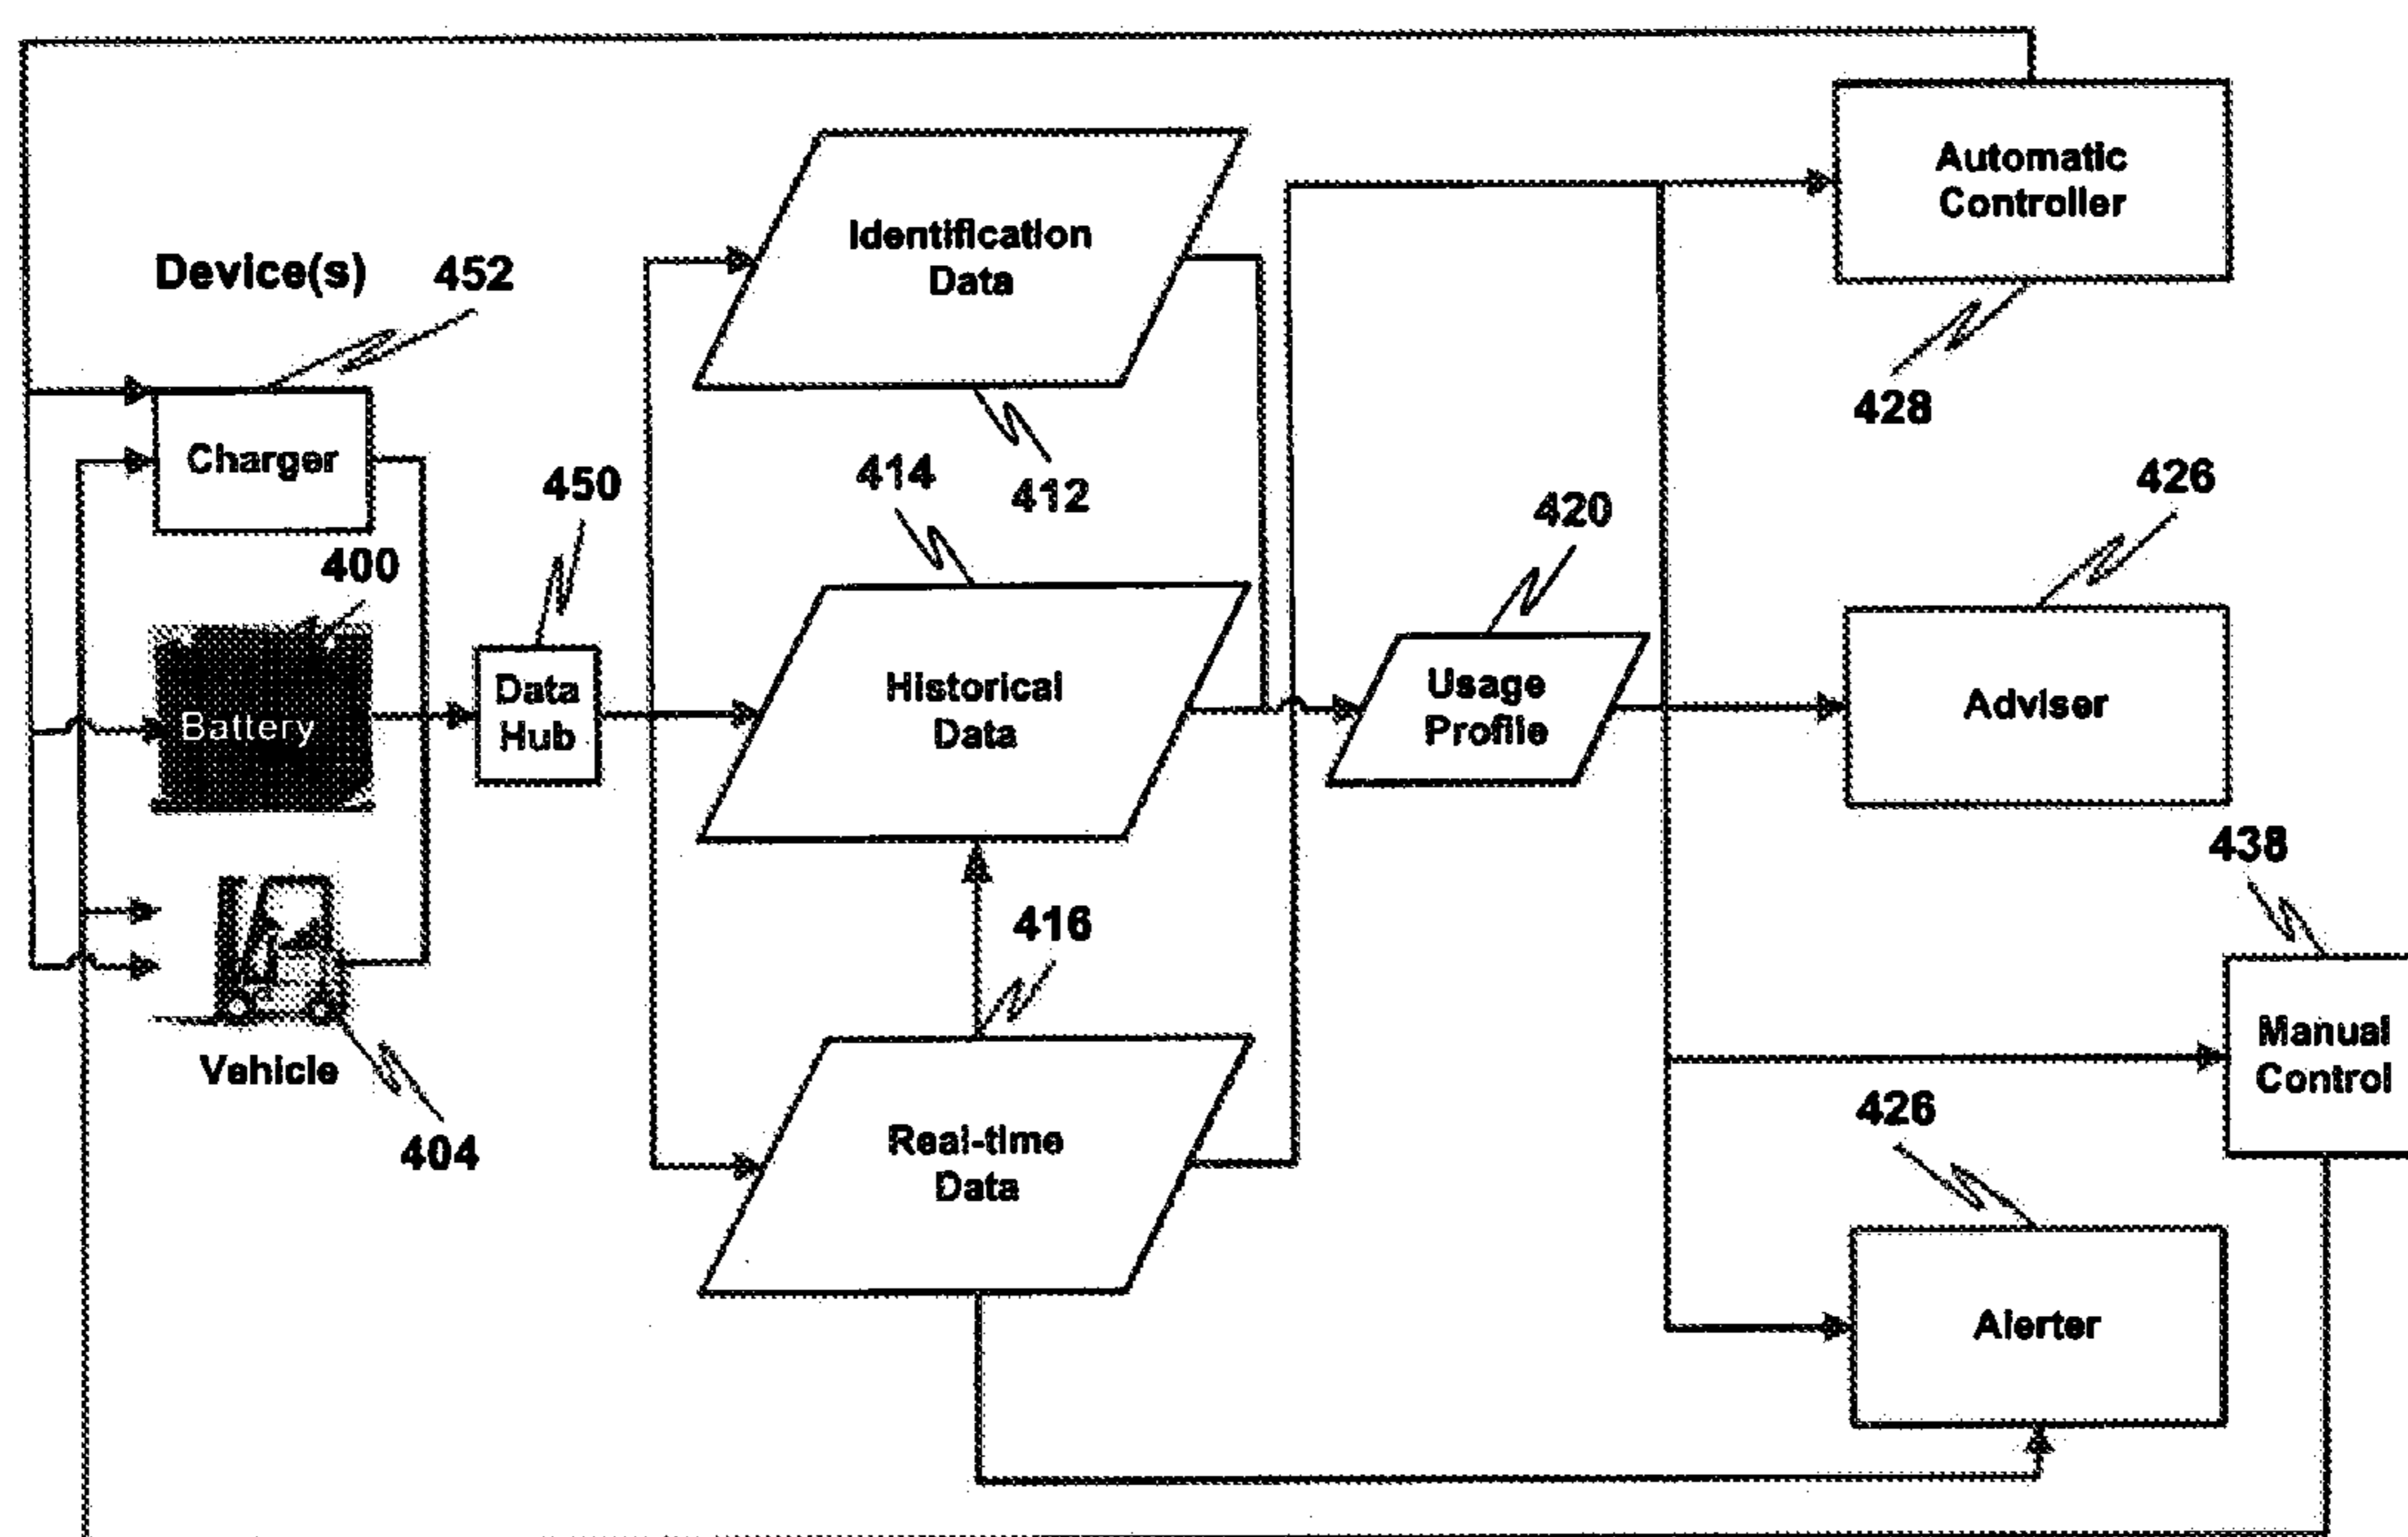 Automatic
Controller
Identification
Data
Device(s)
452
428
Charger
450
414
412
426
420
400
Data
Hub
Historical
Data
Usage
Profile
Adviser
Battery
438
416
Manual
Control
Vehicle
426
404
Real-time
Data
Alerter